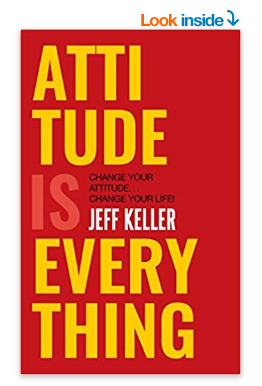 Look inside
ATTI
TUDE
IS
CHANGE YOUR
ATTITUDE...
CHANGE YOUR LIFE!
JEFF KELLER
EVERY
THING